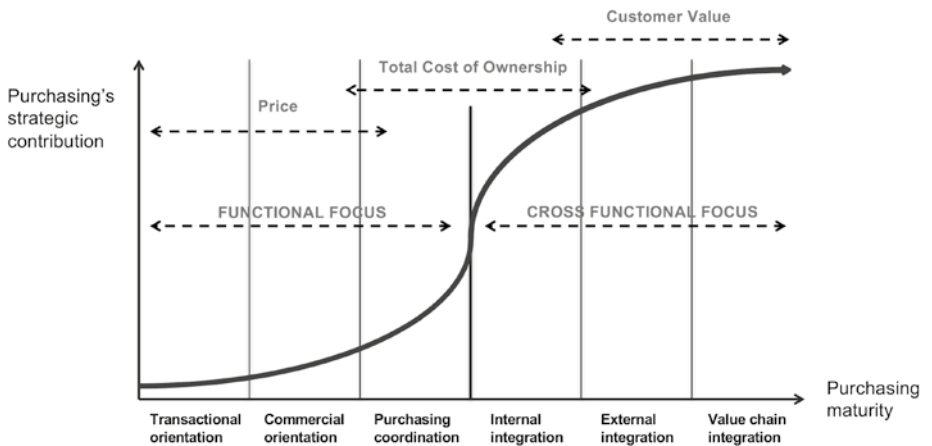 Customer Value
Total Cost of Ownership
Purchasing's
strategic
contribution
Price
FUNCTIONAL FOCUS
CROSS FUNCTIONAL FOCUS
Purchasing
maturity
Transactional
orientation
Commercial
orientation
Purchasing
coordination
Internal
integration
External
integration
Value chain
integration